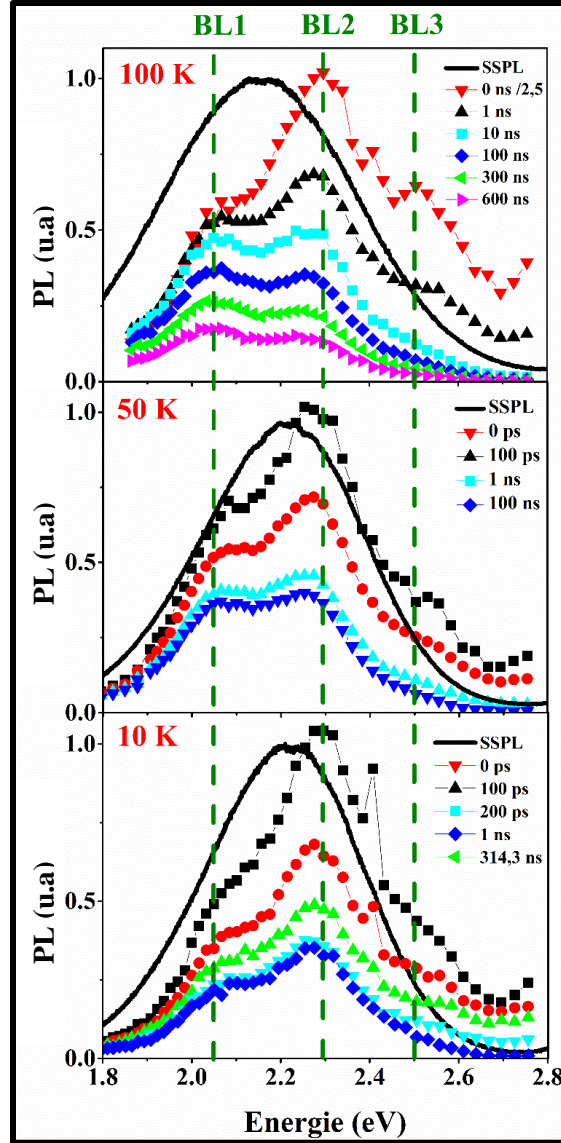 BL1 BL2 BL3
100 K
SSPL
0 ns /2,5
1 ns
10 ns
100 ns
300 ns
600 ns
PL (u.a)
1.0
0.5
0.0
50 K
SSPL
0 ps
100 ps
1 ns
100 ns
PL (u.a)
1.0
0.5
0.0
10 K
SSPL
0 ps
100 ps
200 ps
1 ns
314,3 ns
PL (u.a)
1.0
0.5
0.0
1.8 2.0 2.2 2.4 2.6 2.8
Energie (eV)